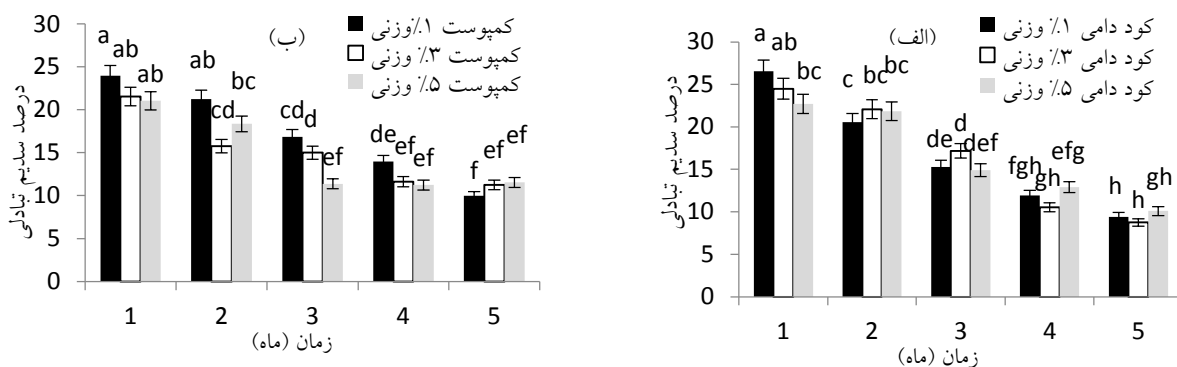 (الف)
کود دامی ۱٪ وزنی
کود دامی ۳٪ وزنی
کود دامی ۵٪ وزنی
درصد سدیم تبادلی
30
25
20
15
10
5
0
a ab bc
c bc bc
de d def
fgh gh efg
h h gh
1 2 3 4 5
زمان (ماه)
(ب)
کمپوست ۱٪وزنی
کمپوست ۳٪ وزنی
کمپوست ۵٪ وزنی
درصد سدیم تبادلی
30
25
20
15
10
5
0
a ab ab
ab cd bc
cd d ef
de ef ef
f ef ef
1 2 3 4 5
زمان (ماه)